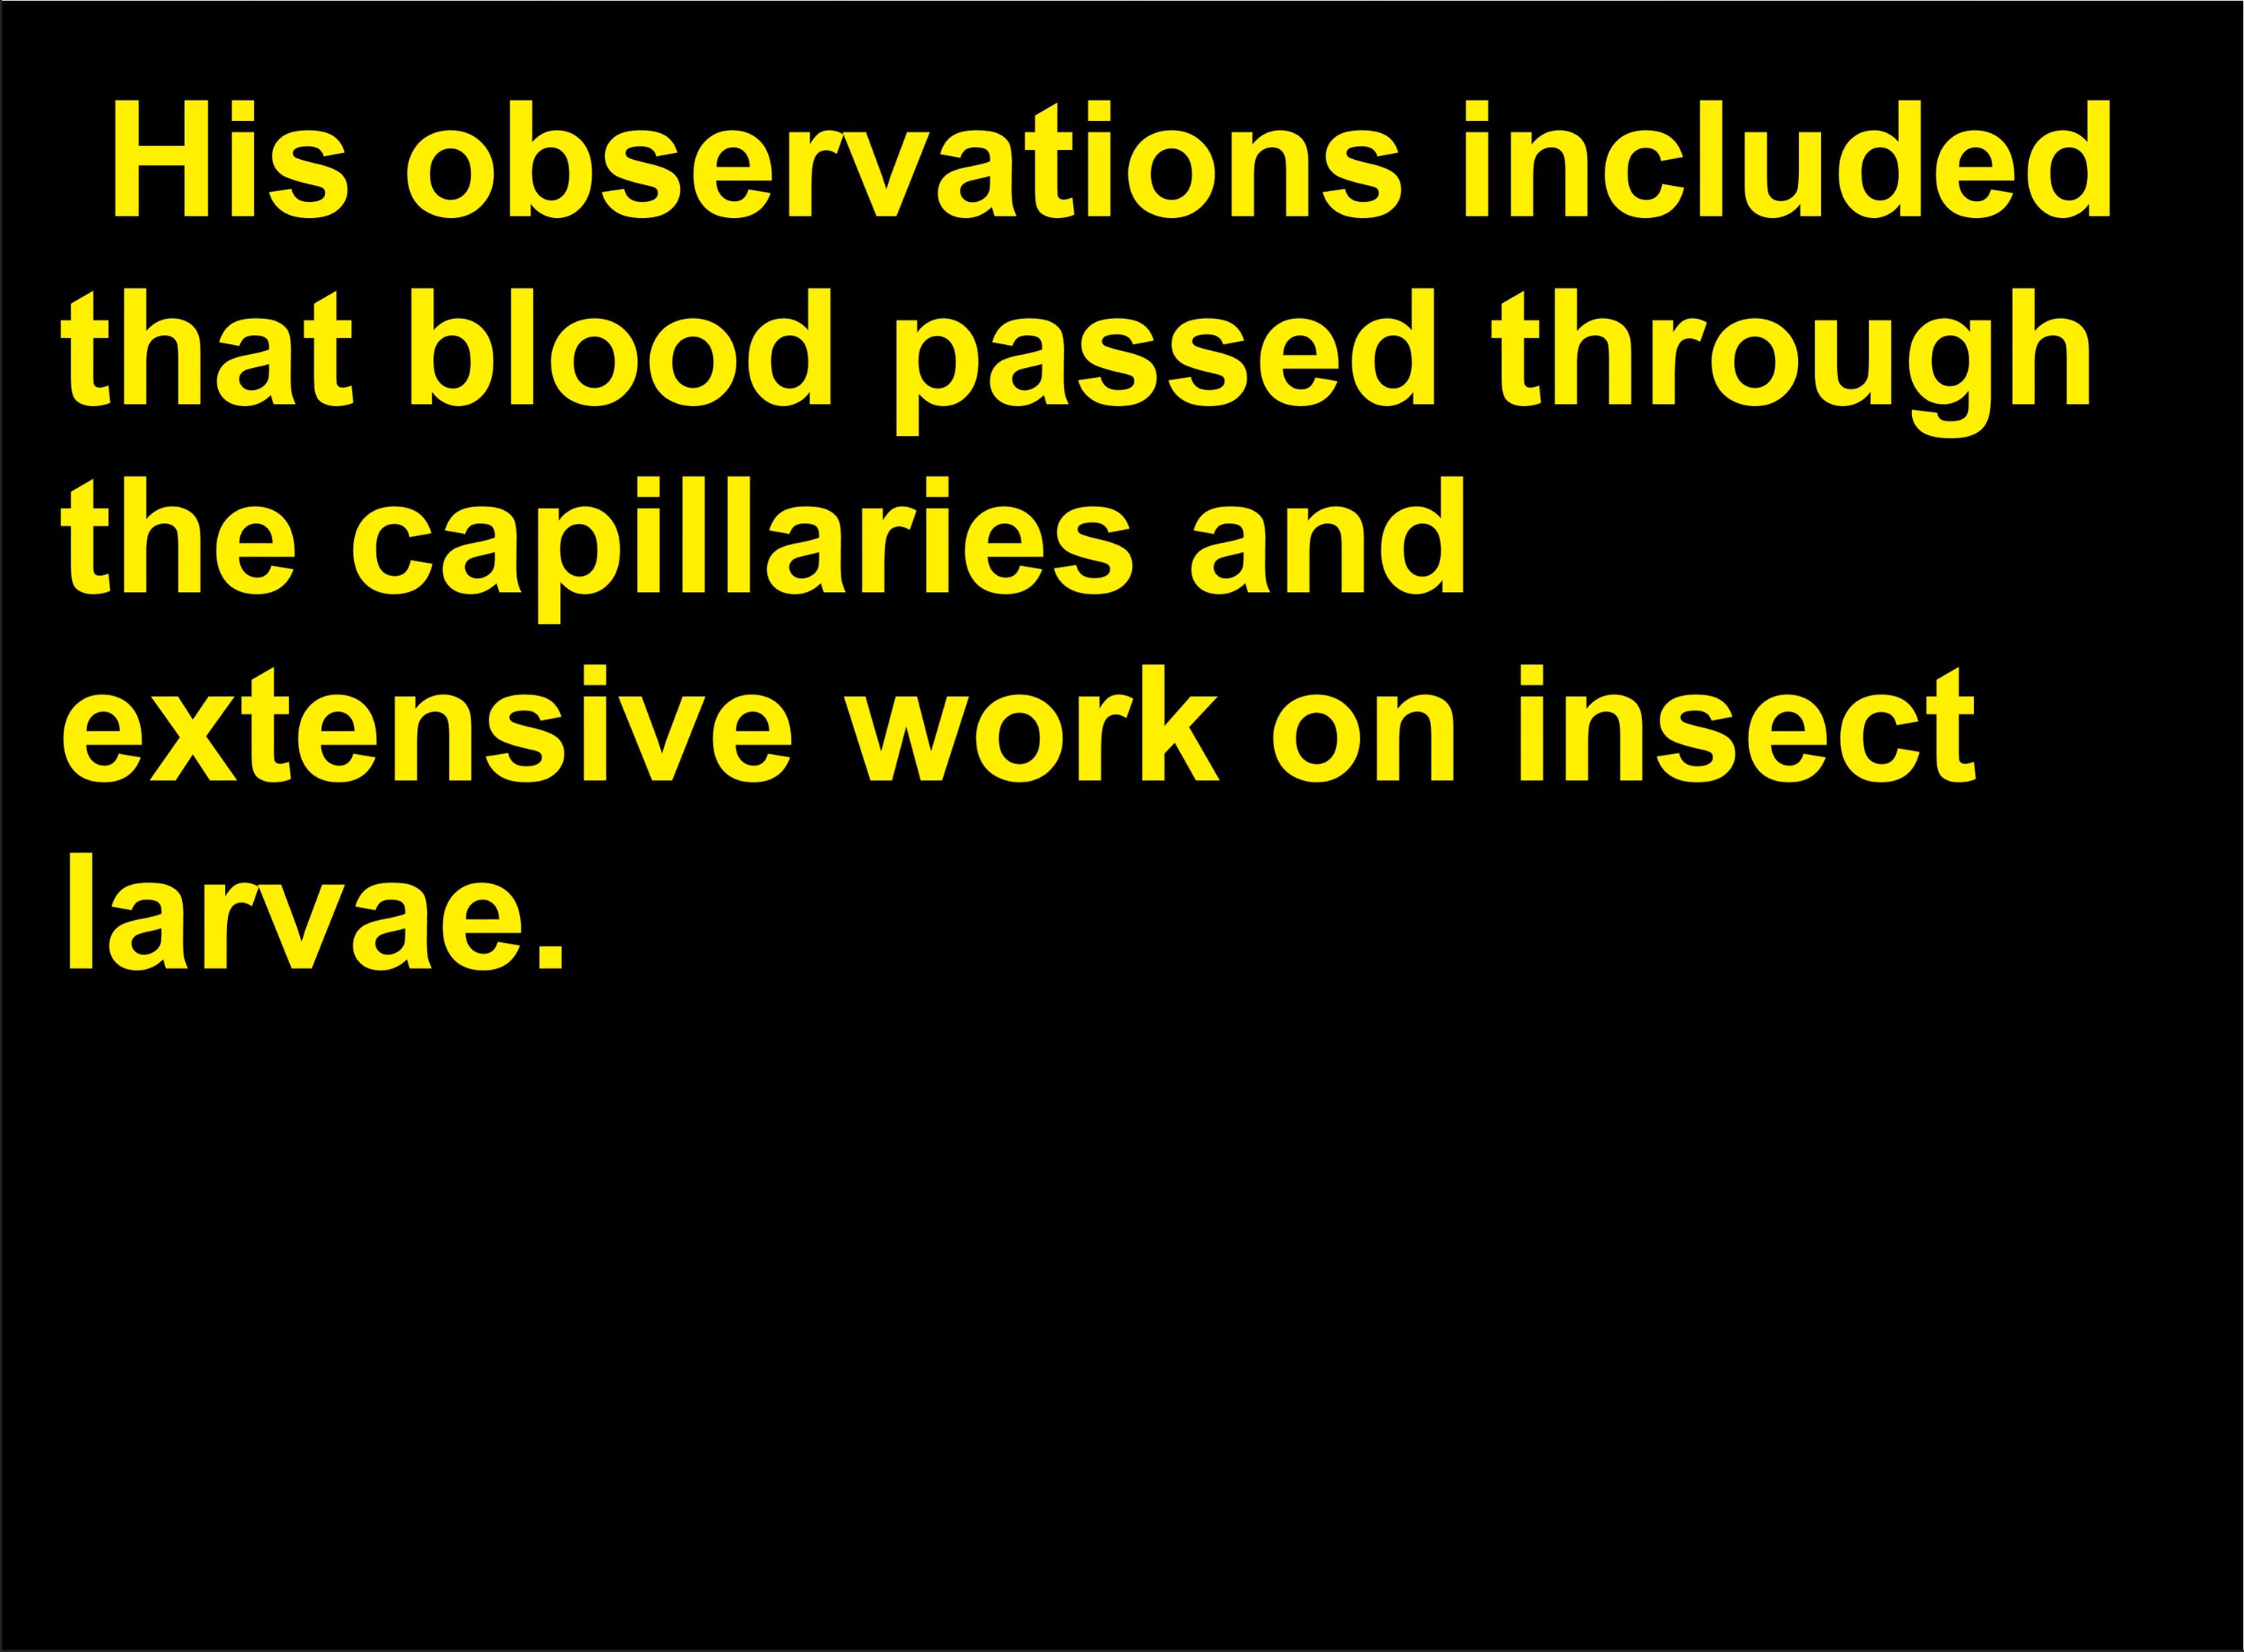 His observations included
that blood passed through
the capillaries and
extensive work on insect
larvae.